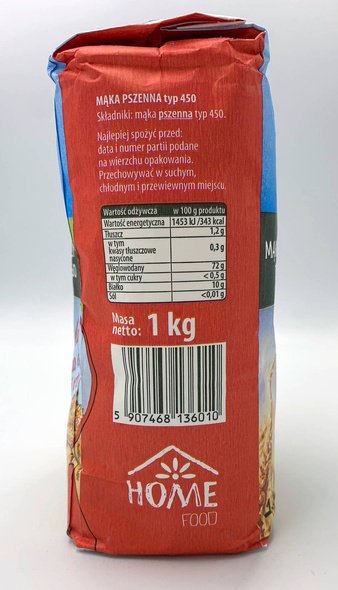 MĄKA PSZENNA typ 450
Składniki: mąka pszenna typ 450.
Najlepiej spożyć przed:
data i numer partii podane
na wierzchu opakowania.
Przechowywać w suchym,
chłodnym i przewiewnym miejscu.
Wartość odżywcza w 100 g produktu
Wartość energetyczna 1453 kJ /343 kcal
Tłuszcz 1,2 g
w tym
kwasy tłuszczowe
nasycone 0,3 g
Węglowodany 72 g
w tym cukry < 0,5 g
Białko 10 g
Sól <0,01 g
Masa
netto: 1 kg
5 907468 136010
HOME
FOOD